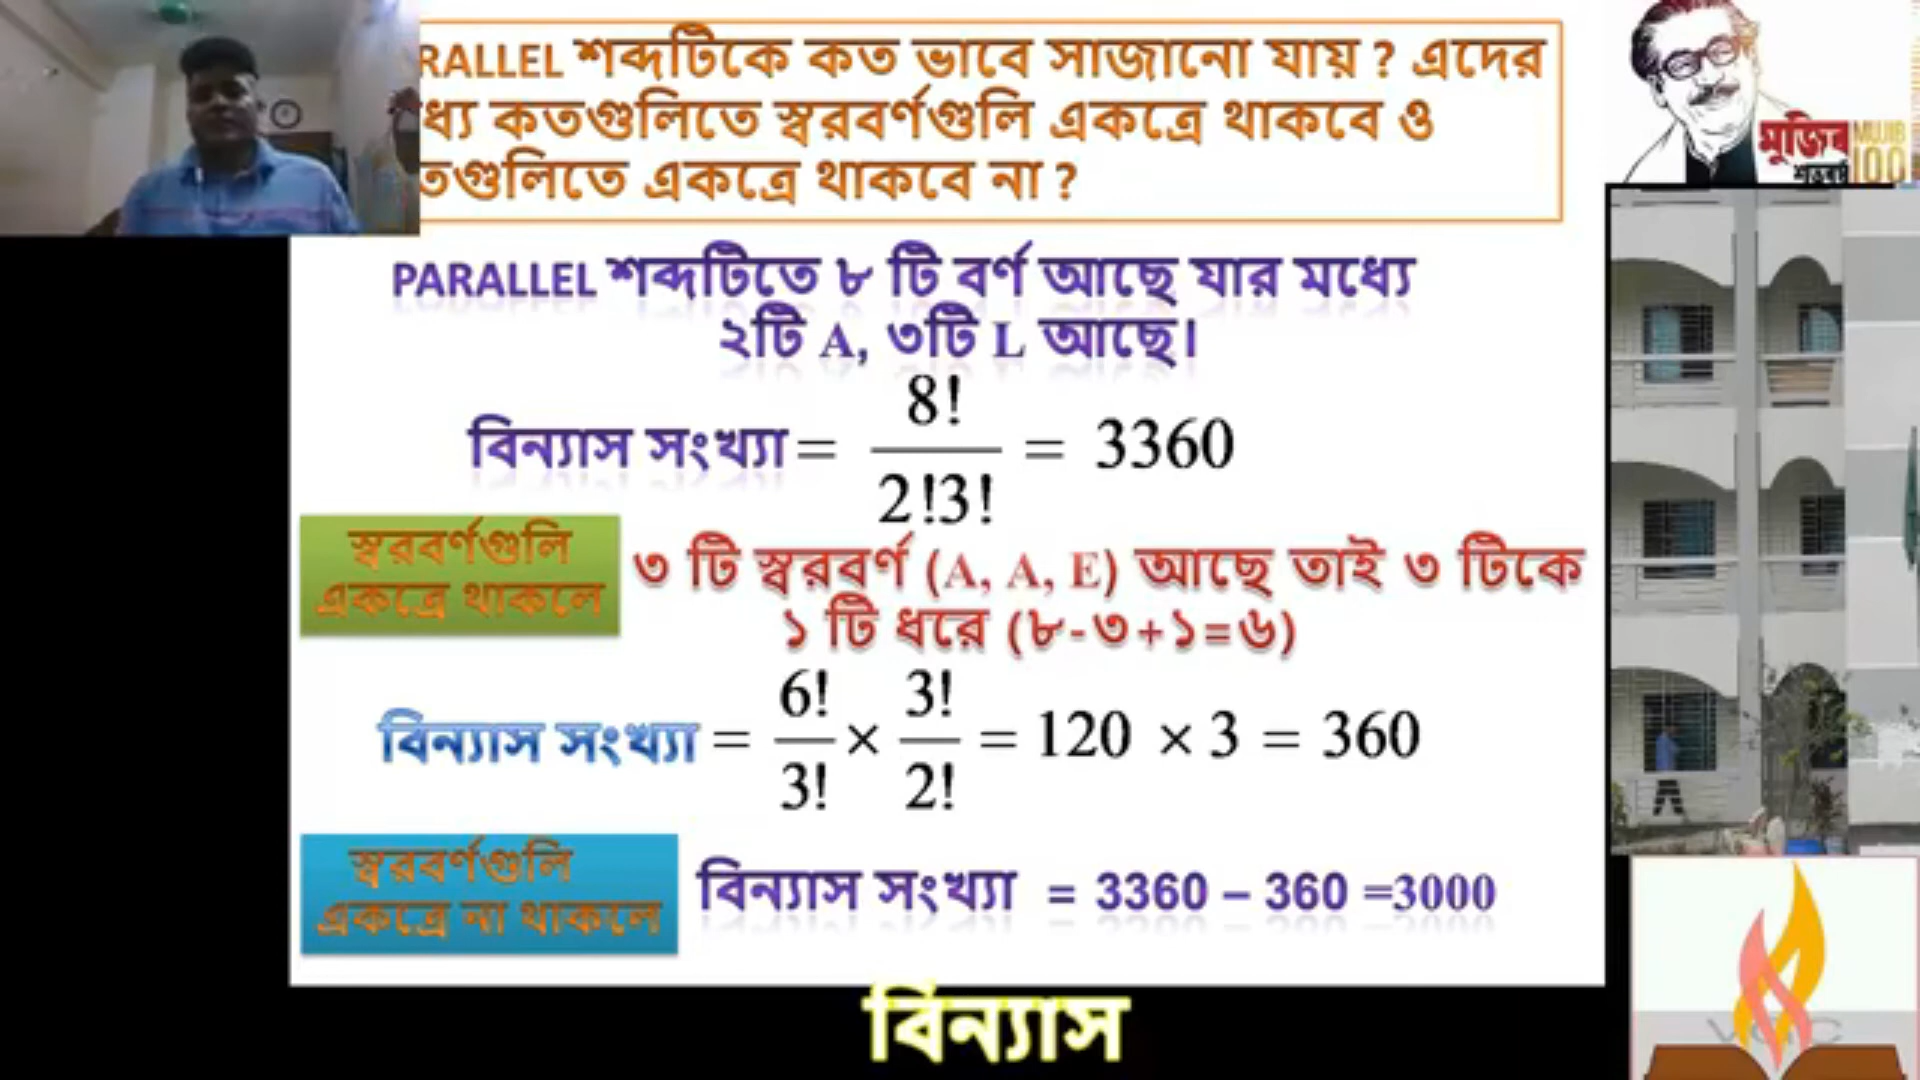 RALLEL শব্দটিকে কত ভাবে সাজানো যায় ? এদের
ধ্য কতগুলিতে স্বরবর্ণগুলি একত্রে থাকবে ও
তগুলিতে একত্রে থাকবে না ?
মুজিব MUJIB
শতবর্ষ 100
PARALLEL শব্দটিতে ৮ টি বর্ণ আছে যার মধ্যে
২টি A, ৩টি L আছে।
বিন্যাস সংখ্যা = 8! / 2!3! = 3360
স্বরবর্ণগুলি
একত্রে থাকলে
৩ টি স্বরবর্ণ (A, A, E) আছে তাই ৩ টিকে
১ টি ধরে (৮-৩+১=৬)
বিন্যাস সংখ্যা = 6!/3! × 3!/2! = 120 × 3 = 360
স্বরবর্ণগুলি
একত্রে না থাকলে
বিন্যাস সংখ্যা = 3360 – 360 =3000
বিন্যাস